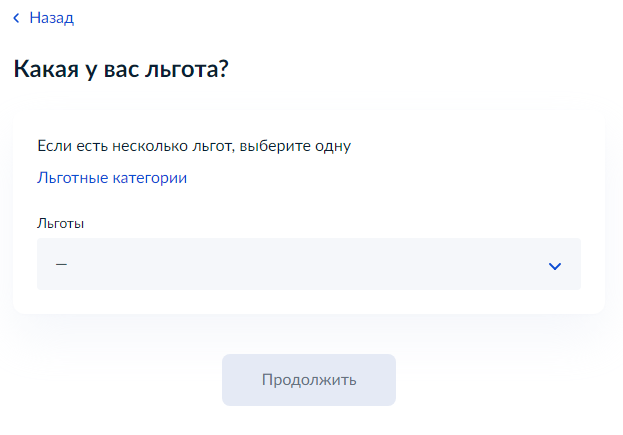 Назад
Какая у вас льгота?
Если есть несколько льгот, выберите одну
Льготные категории
Льготы
—
Продолжить